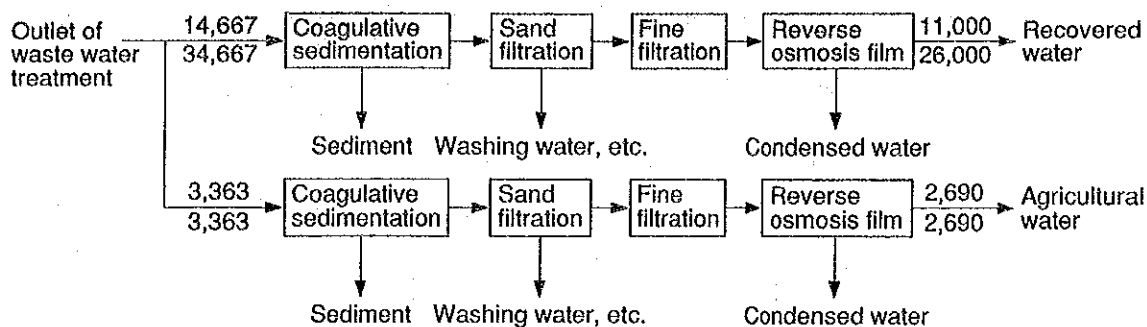 Outlet of
waste water
treatment
14,667
34,667
Coagulative
sedimentation
Sand
filtration
Fine
filtration
Reverse
osmosis film
11,000
26,000
Recovered
water
Sediment
Washing water, etc.
Condensed water
3,363
3,363
Coagulative
sedimentation
Sand
filtration
Fine
filtration
Reverse
osmosis film
2,690
2,690
Agricultural
water
Sediment
Washing water, etc.
Condensed water